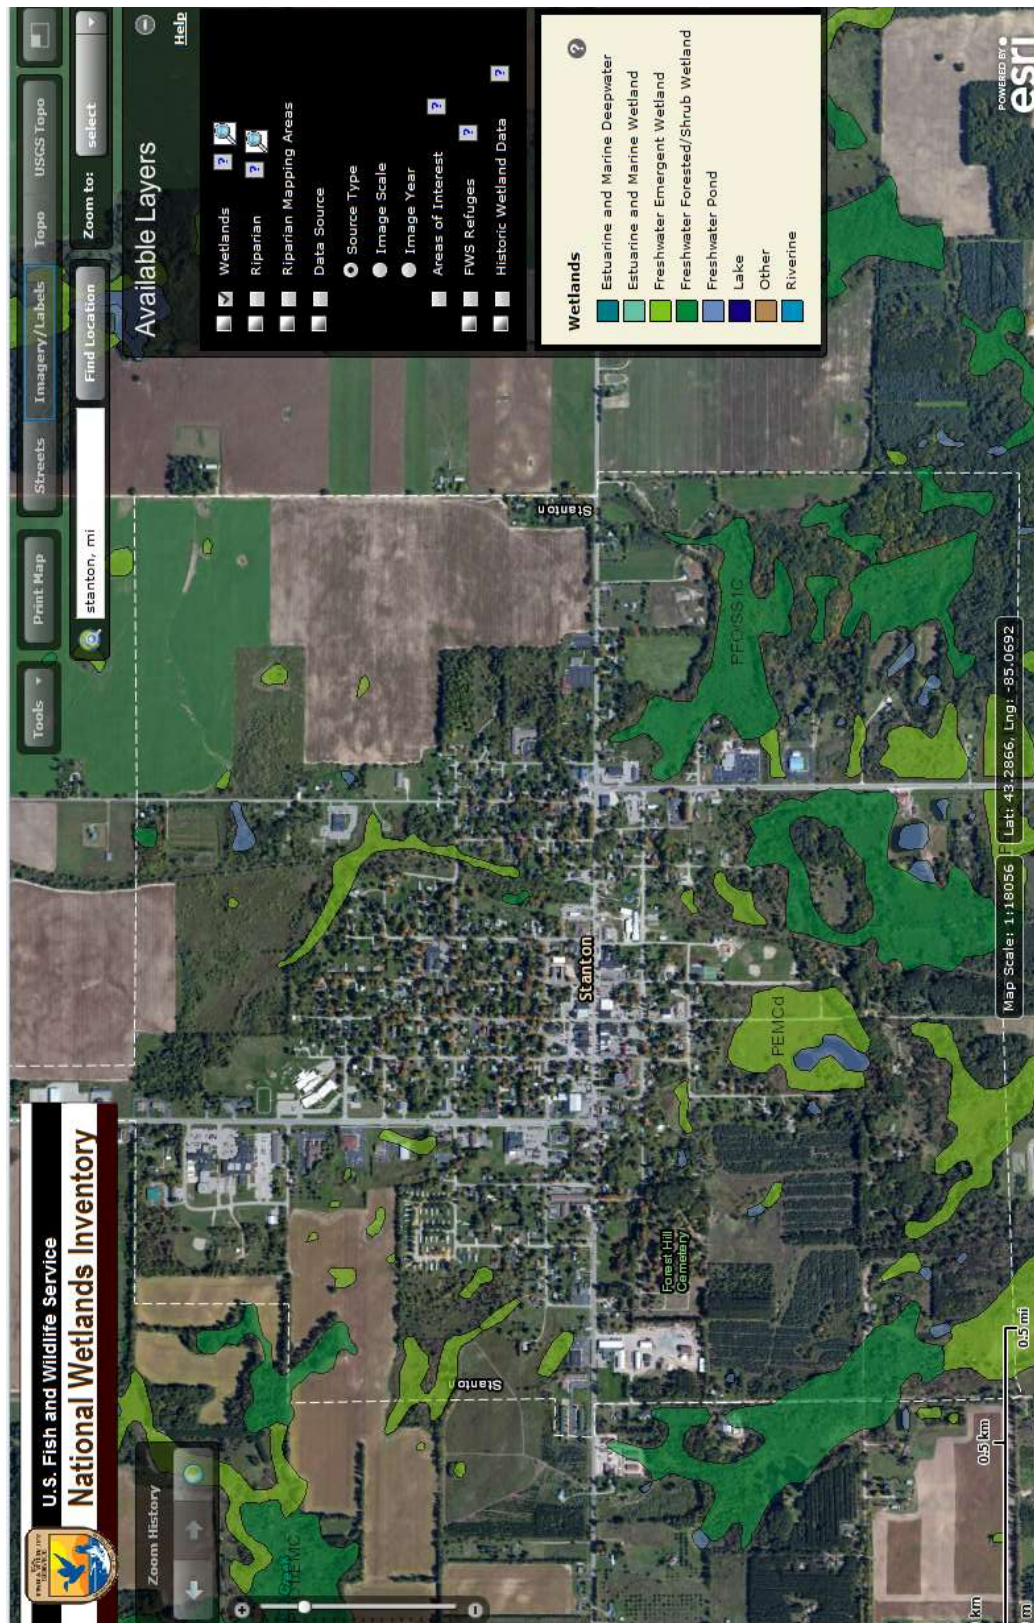 U.S. Fish and Wildlife Service
National Wetlands Inventory
Tools
Print Map
Streets
Imagery/Labels
Topo
USGS Topo
stanton, mi
Find Location
Zoom to:
select
Zoom History
Available Layers
Help
Wetlands
Riparian
Riparian Mapping Areas
Data Source
Source Type
Image Scale
Image Year
Areas of Interest
FWS Refuges
Historic Wetland Data
Wetlands
Estuarine and Marine Deepwater
Estuarine and Marine Wetland
Freshwater Emergent Wetland
Freshwater Forested/Shrub Wetland
Freshwater Pond
Lake
Other
Riverine
Stanton
Stanton
Stanton
Forest Hill
Cemetery
PEMCd
PFOSS1C
0.5 km
0.5 mi
Map Scale: 1:18056
Lat: 43.2866, Lng: -85.0692
POWERED BY
esri